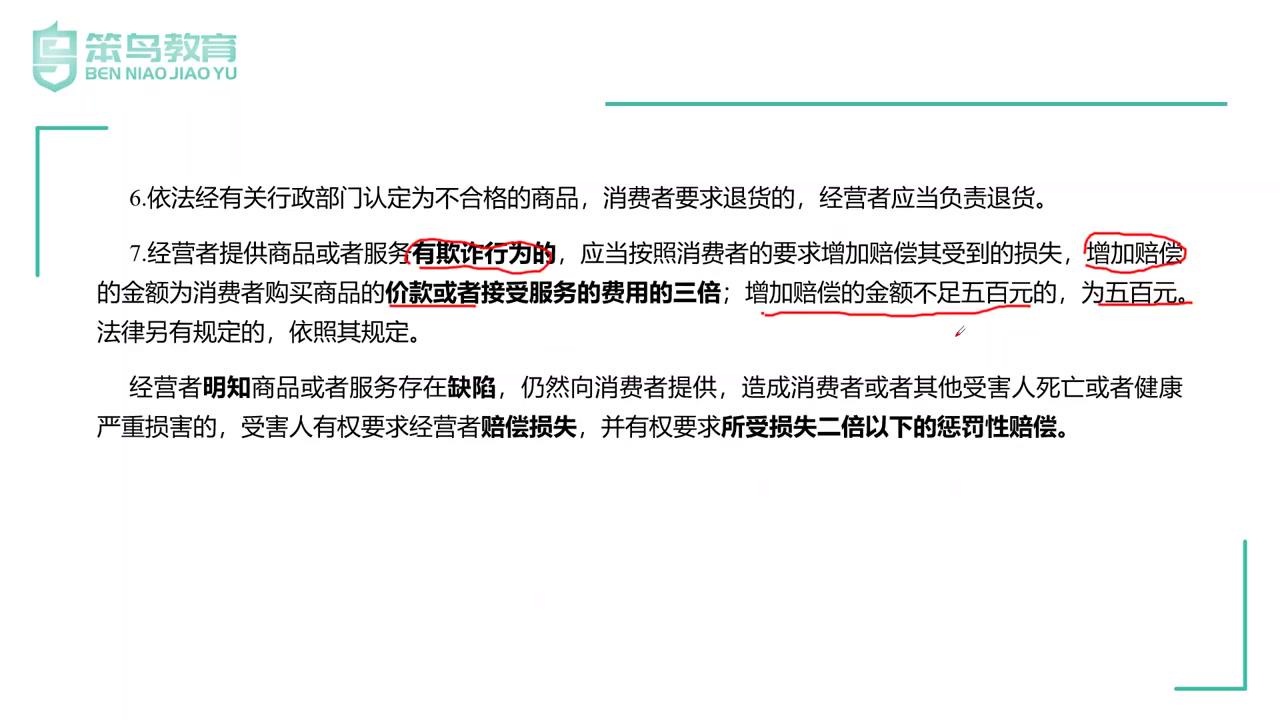 笨鸟教育
BEN NIAO JIAO YU
6.依法经有关行政部门认定为不合格的商品，消费者要求退货的，经营者应当负责退货。
7.经营者提供商品或者服务有欺诈行为的，应当按照消费者的要求增加赔偿其受到的损失，增加赔偿
的金额为消费者购买商品的价款或者接受服务的费用的三倍；增加赔偿的金额不足五百元的，为五百元。
法律另有规定的，依照其规定。
经营者明知商品或者服务存在缺陷，仍然向消费者提供，造成消费者或者其他受害人死亡或者健康
严重损害的，受害人有权要求经营者赔偿损失，并有权要求所受损失二倍以下的惩罚性赔偿。